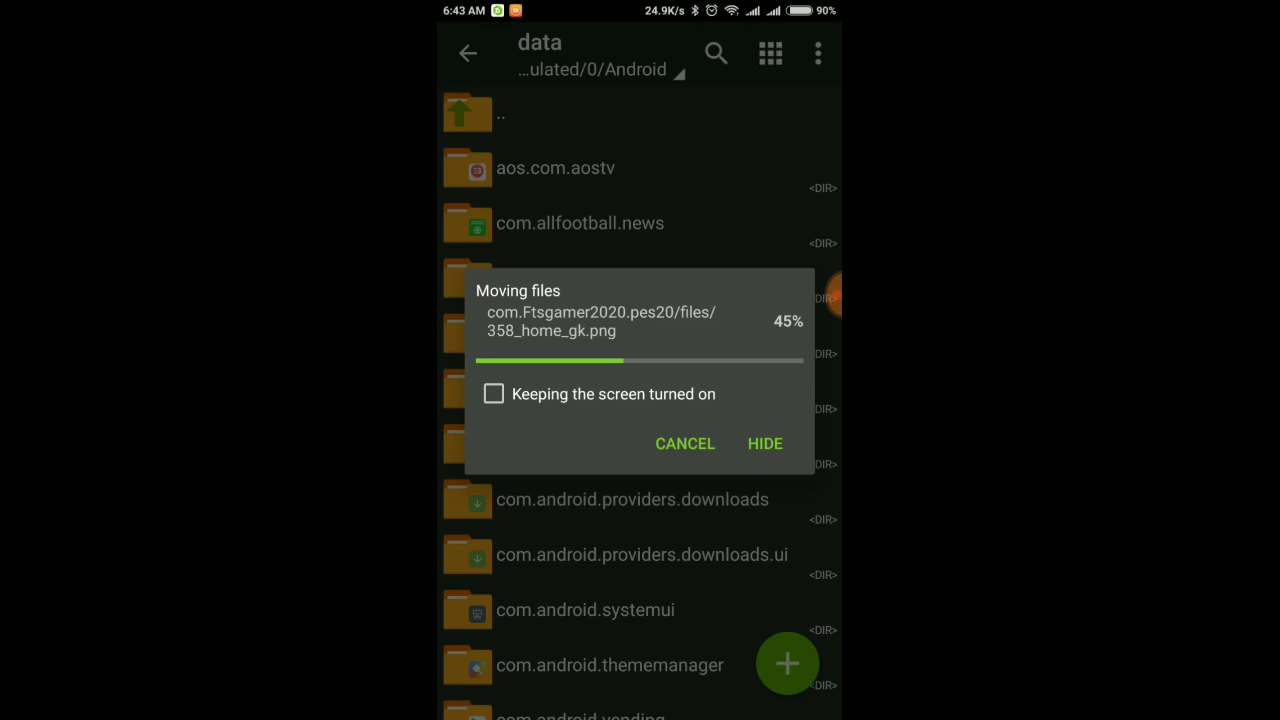 6:43 AM 24.9K/s 90%
data
...ulated/0/Android
..
aos.com.aostv
<DIR>
com.allfootball.news
<DIR>
DIR>
Moving files
com.Ftsgamer2020.pes20/files/
358_home_gk.png
45%
DIR>
Keeping the screen turned on
DIR>
CANCEL HIDE
DIR>
com.android.providers.downloads
<DIR>
com.android.providers.downloads.ui
<DIR>
com.android.systemui
<DIR>
com.android.thememanager
<DIR>
com.android.vending